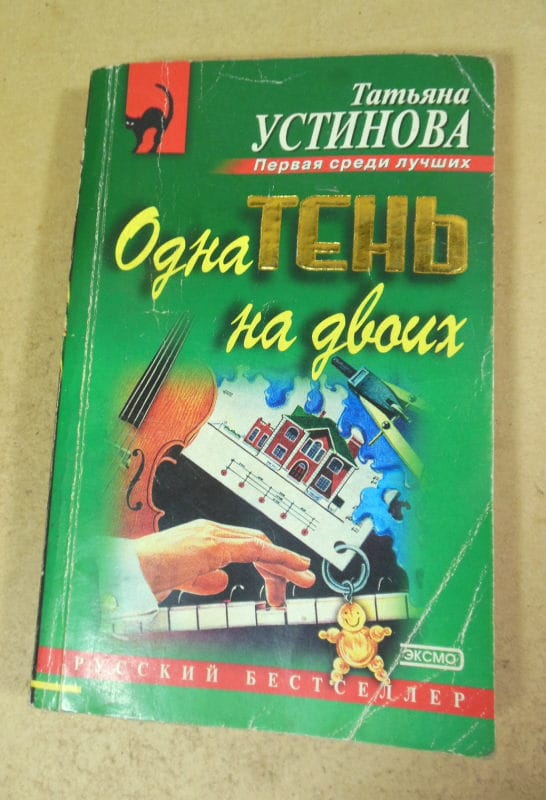 Татьяна
УСТИНОВА
Первая среди лучших
Одна ТЕНЬ
на двоих
ЭКСМО
РУССКИЙ БЕСТСЕЛЛЕР